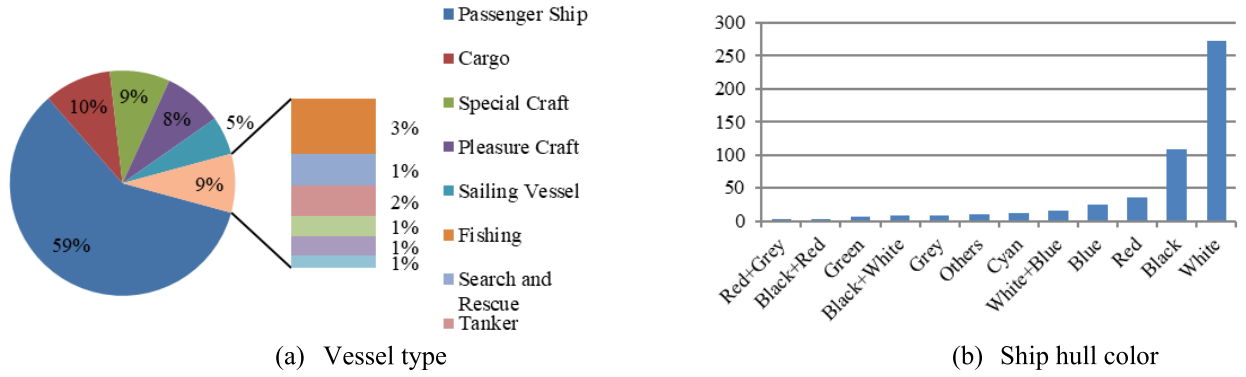 59%
10%
9%
8%
5%
9%
3%
1%
2%
1%
1%
1%
Passenger Ship
Cargo
Special Craft
Pleasure Craft
Sailing Vessel
Fishing
Search and
Rescue
Tanker
(a) Vessel type
300
250
200
150
100
50
0
Red+Grey
Black+Red
Green
Black+White
Grey
Others
Cyan
White+Blue
Blue
Red
Black
White
(b) Ship hull color